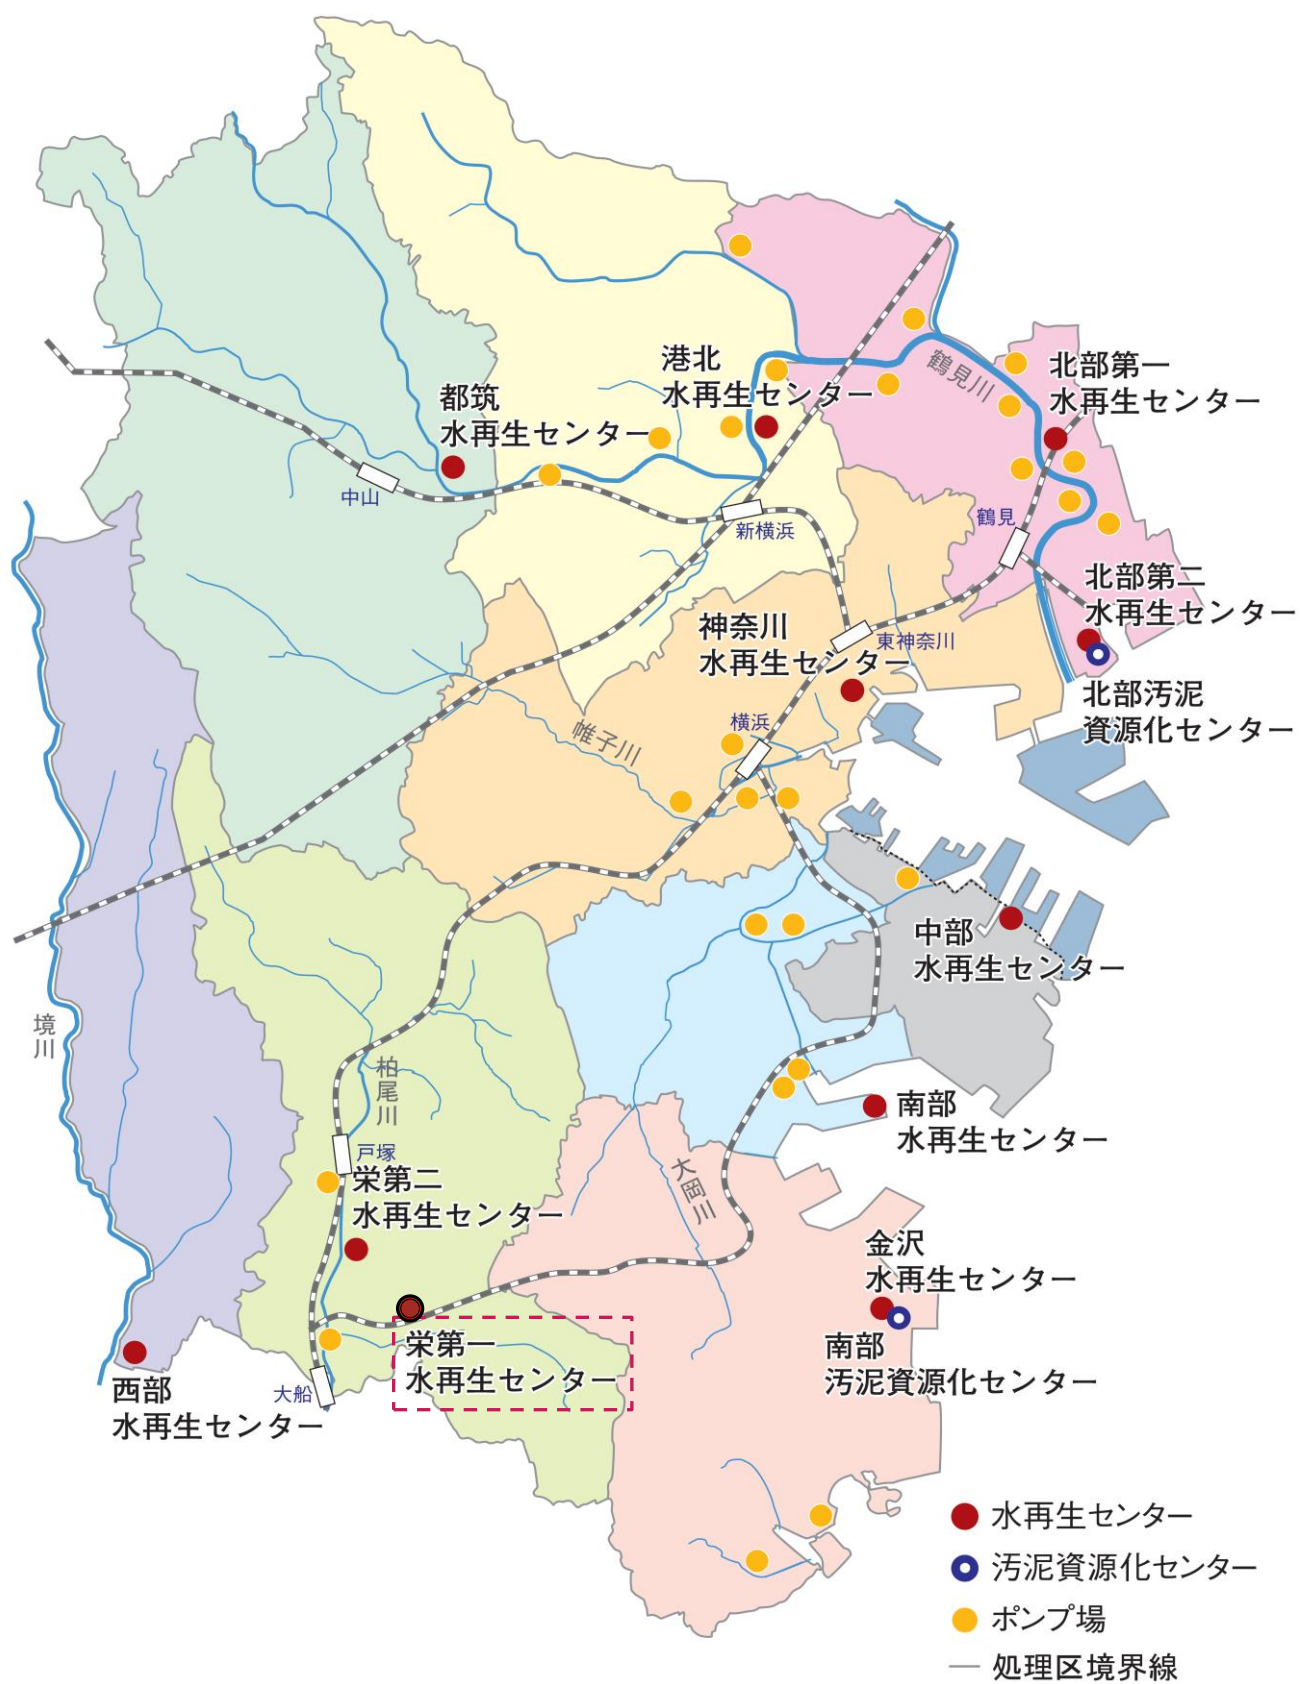 港北
水再生センター
北部第一
水再生センター
鶴見川
都筑
水再生センター
中山
新横浜
鶴見
北部第二
水再生センター
神奈川
水再生センター
東神奈川
北部汚泥
資源化センター
横浜
帷子川
中部
水再生センター
境川
柏尾川
南部
水再生センター
戸塚
栄第二
水再生センター
大岡川
金沢
水再生センター
栄第一
水再生センター
南部
汚泥資源化センター
西部
水再生センター
大船
水再生センター
汚泥資源化センター
ポンプ場
処理区境界線